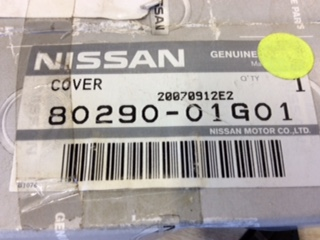 NISSAN
GENUINE
COVER
Q'TY
1
20070912E2
80290-01G01
NISSAN MOTOR CO.,LTD.